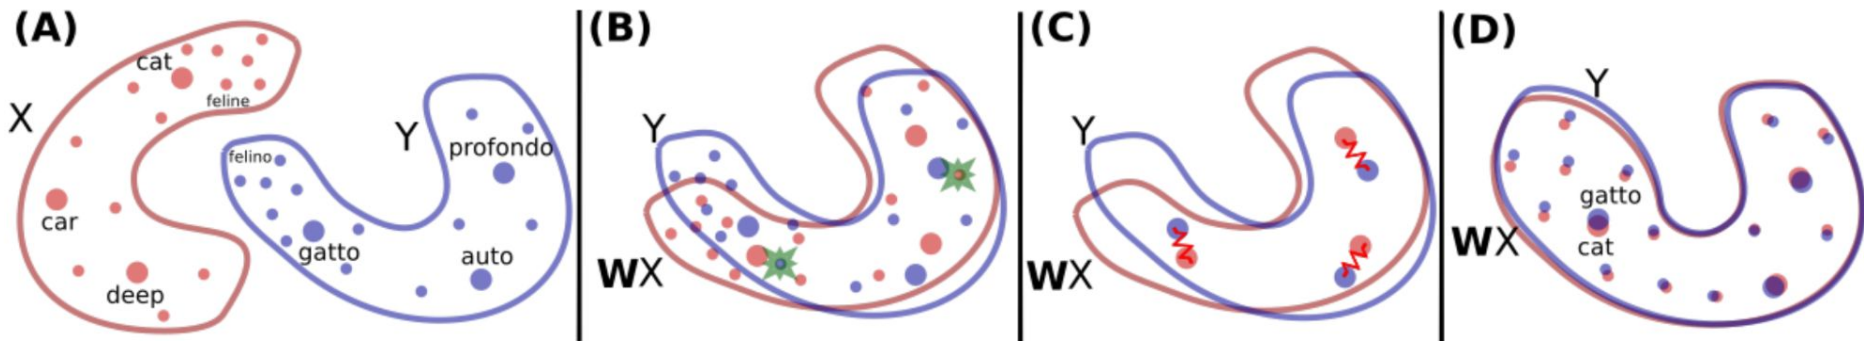 (A)
cat
feline
X
car
deep
Y
felino
profondo
gatto
auto
(B)
Y
WX
(C)
Y
WX
(D)
Y
gatto
cat
WX